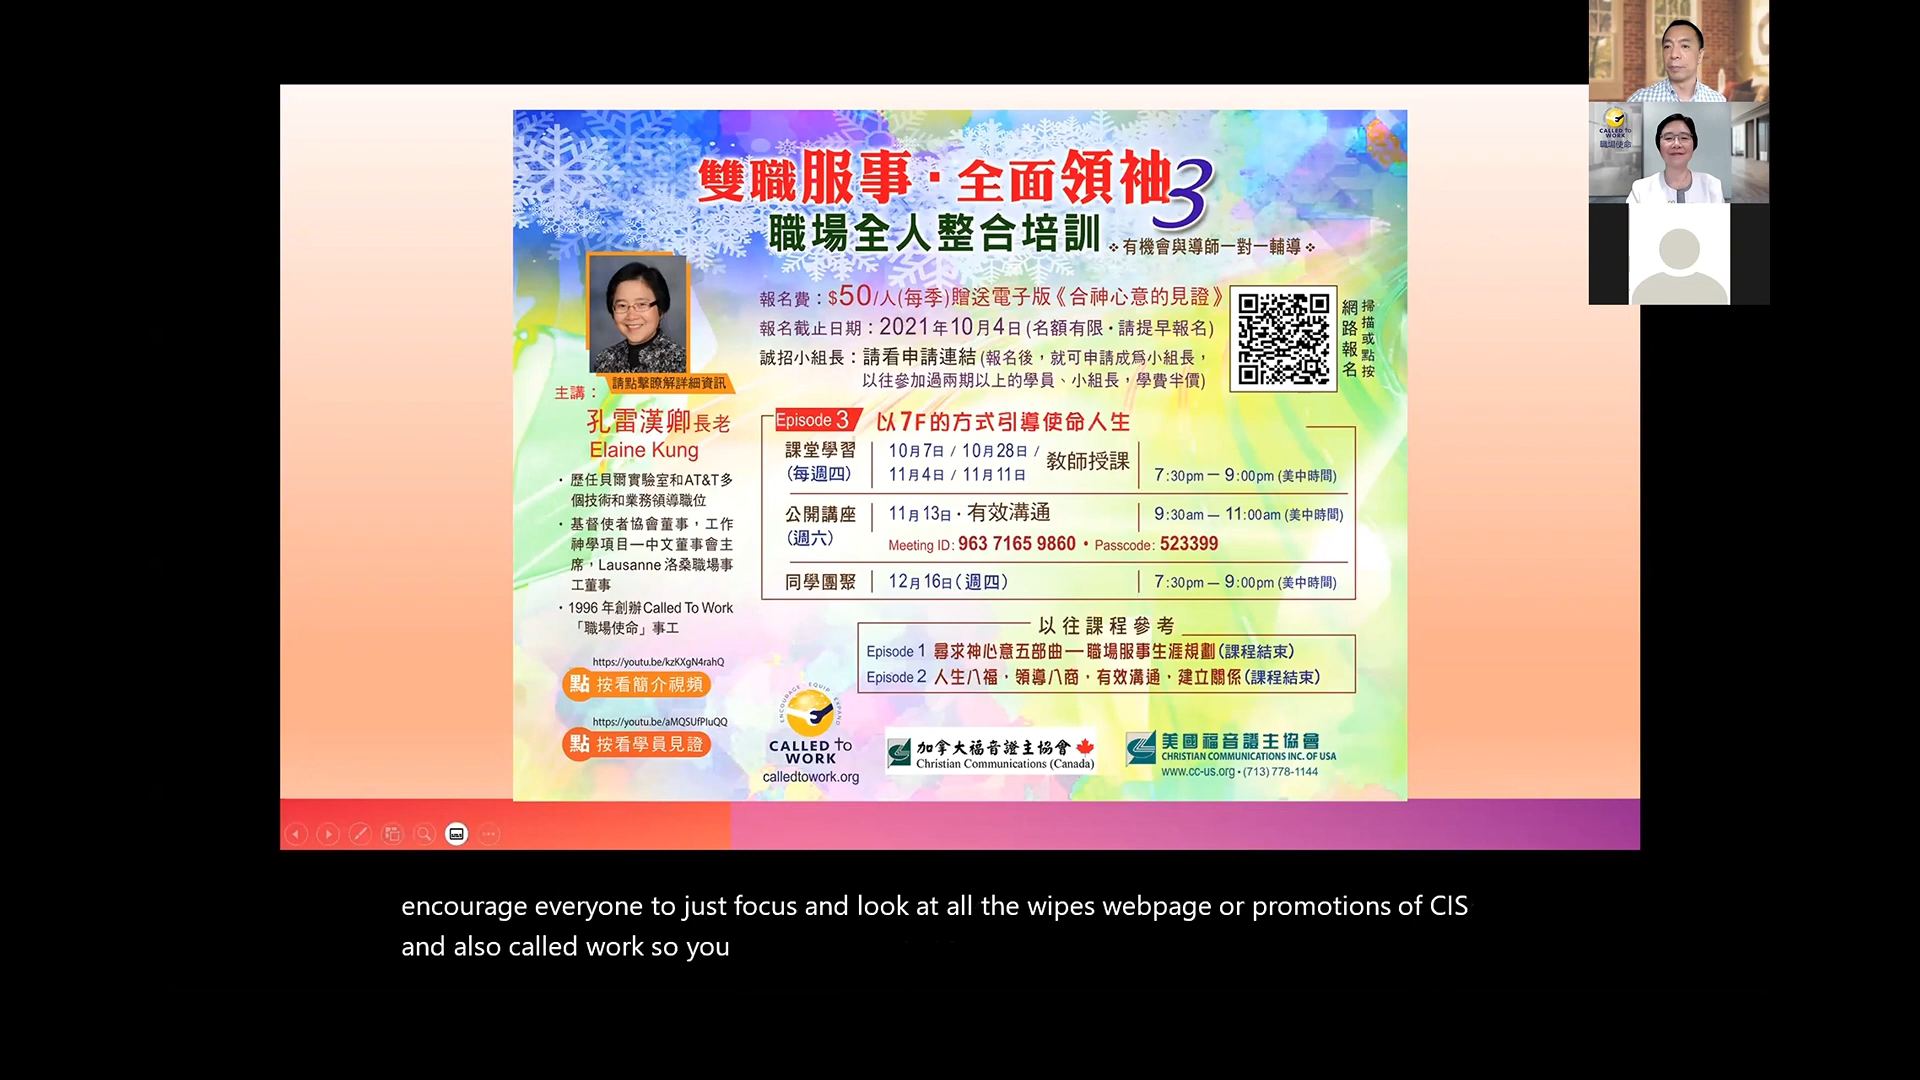 雙職服事·全面領袖3
職場全人整合培訓
❖有機會與導師一對一輔導❖
報名費：$50/人(每季)贈送電子版《合神心意的見證》
報名截止日期：2021年10月4日(名額有限·請提早報名)
誠招小組長：請看申請連結(報名後，就可申請成為小組長，
以往參加過兩期以上的學員、小組長，學費半價)
掃描或點按
網路報名
請點擊瞭解詳細資訊
主講：
孔雷漢卿長老
Elaine Kung
· 歷任貝爾實驗室和AT&T多
個技術和業務領導職位
· 基督使者協會董事，工作
神學項目—中文董事會主
席，Lausanne 洛桑職場事
工董事
· 1996 年創辦Called To Work
「職場使命」事工
https://youtu.be/kzKXgN4rahQ
點按看簡介視頻
https://youtu.be/aMQSUfPluQQ
點按看學員見證
Episode 3 以7F的方式引導使命人生
課堂學習
(每週四)
10月7日 / 10月28日 /
11月4日 / 11月11日
教師授課
7:30pm — 9:00pm (美中時間)
公開講座
(週六)
11月13日·有效溝通
9:30am — 11:00am (美中時間)
Meeting ID: 963 7165 9860 • Passcode: 523399
同學團聚
12月16日(週四)
7:30pm — 9:00pm (美中時間)
以往課程參考
Episode 1 尋求神心意五部曲—職場服事生涯規劃(課程結束)
Episode 2 人生八福，領導八商，有效溝通，建立關係(課程結束)
ENCOURAGE EQUIP EXPAND
CALLED To
WORK
calledtowork.org
加拿大福音證主協會
Christian Communications (Canada)
美國福音證主協會
CHRISTIAN COMMUNICATIONS INC. OF USA
www.cc-us.org • (713) 778-1144
CALLED To
WORK
職場使命
encourage everyone to just focus and look at all the wipes webpage or promotions of CIS
and also called work so you